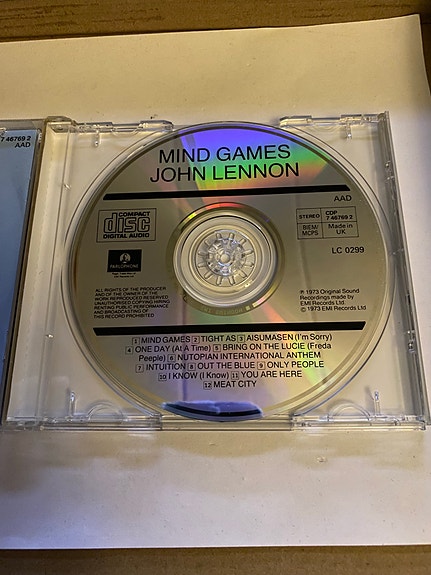 7 46769 2
AAD
MIND GAMES
JOHN LENNON
AAD
COMPACT
disc
DIGITAL AUDIO
STEREO
CDP
7 46769 2
BIEM/
MCPS
Made in
UK
LC 0299
PARLOPHONE
ALL RIGHTS OF THE PRODUCER
AND OF THE OWNER OF THE
WORK REPRODUCED RESERVED
UNAUTHORISED COPYING HIRING
RENTING PUBLIC PERFORMANCE
AND BROADCASTING OF
THIS RECORD PROHIBITED
℗ 1973 Original Sound
Recordings made by
EMI Records Ltd
© 1973 EMI Records Ltd
1 MIND GAMES 2 TIGHT AS 3 AISUMASEN (I'm Sorry)
4 ONE DAY (At A Time) 5 BRING ON THE LUCIE (Freda
Peeple) 6 NUTOPIAN INTERNATIONAL ANTHEM
7 INTUITION 8 OUT THE BLUE 9 ONLY PEOPLE
10 I KNOW (I Know) 11 YOU ARE HERE
12 MEAT CITY